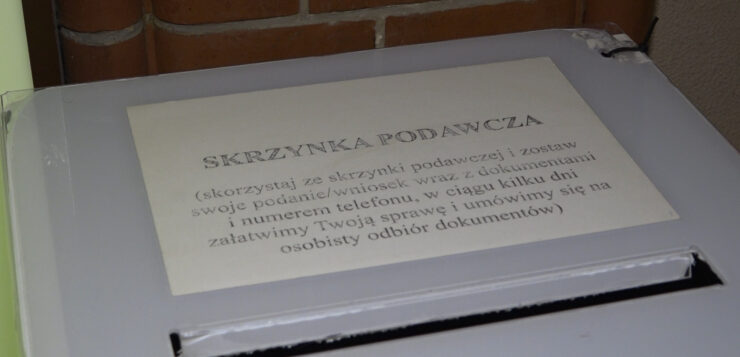 SKRZYNKA PODAWCZA
(skorzystaj ze skrzynki podawczej i zostaw
swoje podanie/wniosek wraz z dokumentami
i numerem telefonu, w ciągu kilku dni
załatwimy Twoją sprawę i umówimy się na
osobisty odbiór dokumentów)